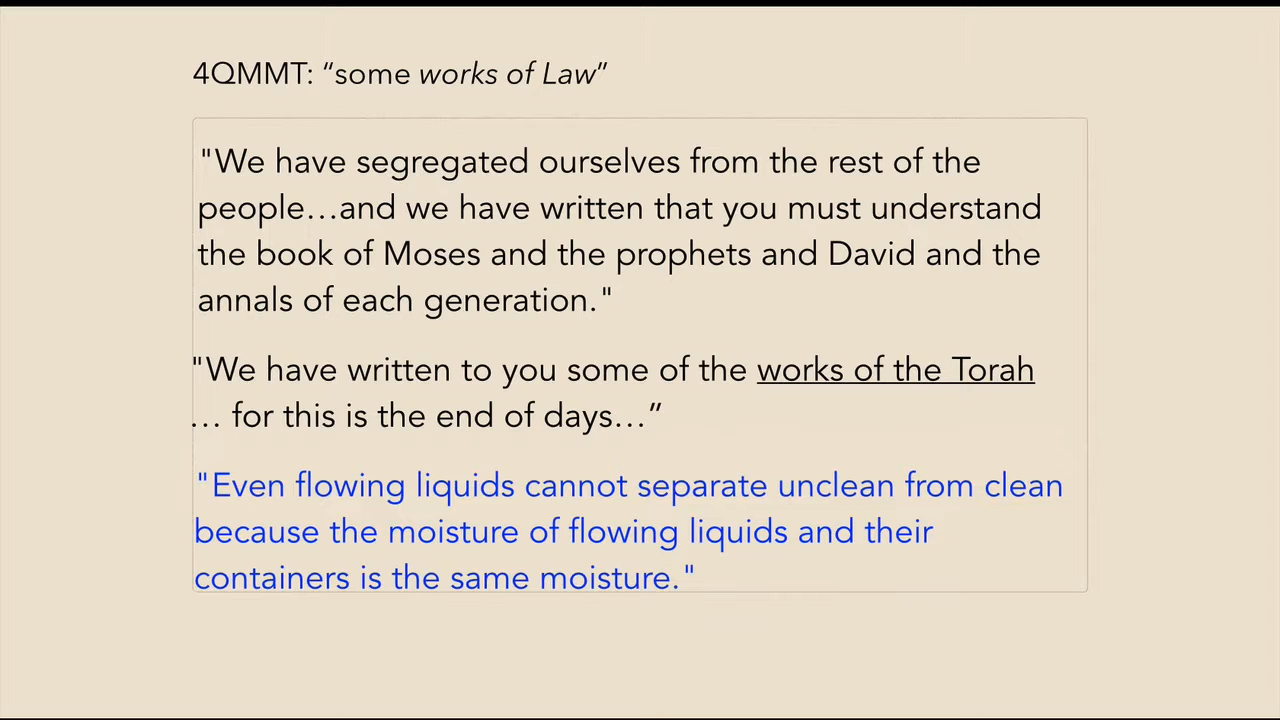 4QMMT: “some works of Law”
"We have segregated ourselves from the rest of the
people…and we have written that you must understand
the book of Moses and the prophets and David and the
annals of each generation."
"We have written to you some of the works of the Torah
… for this is the end of days…”
"Even flowing liquids cannot separate unclean from clean
because the moisture of flowing liquids and their
containers is the same moisture."